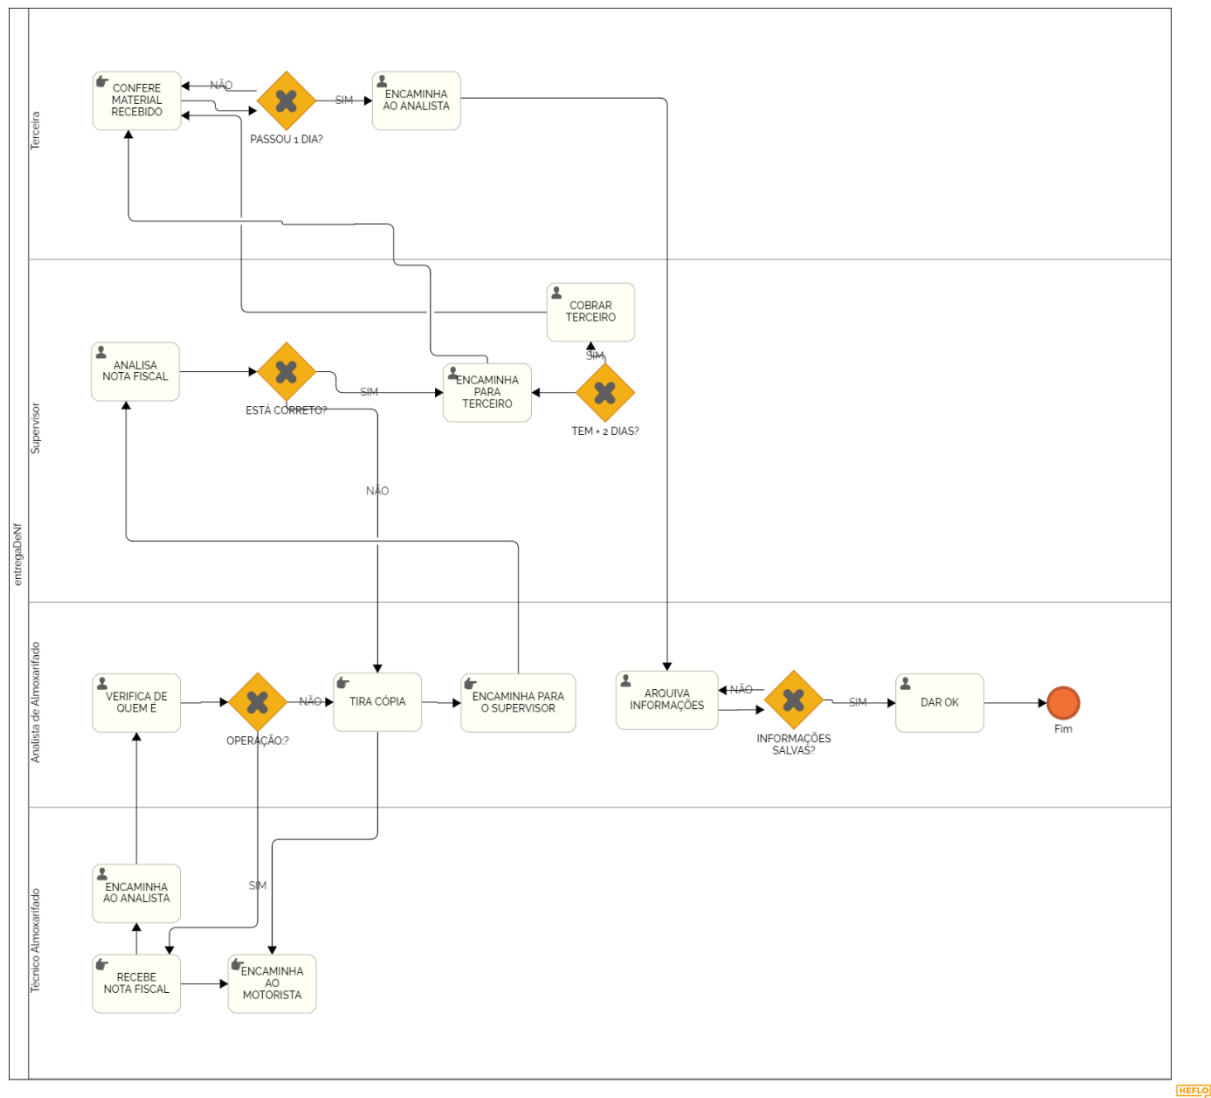 entregaDeNf
Terceira
CONFERE
MATERIAL
RECEBIDO
NÃO
PASSOU 1 DIA?
SIM
ENCAMINHA
AO ANALISTA
Supervisor
COBRAR
TERCEIRO
ANALISA
NOTA FISCAL
ESTÁ CORRETO?
SIM
ENCAMINHA
PARA
TERCEIRO
SIM
TEM + 2 DIAS?
NÃO
Analista de Almoxarifado
VERIFICA DE
QUEM É
OPERAÇÃO:?
NÃO
TIRA CÓPIA
ENCAMINHA PARA
O SUPERVISOR
ARQUIVA
INFORMAÇÕES
NÃO
INFORMAÇÕES
SALVAS?
SIM
DAR OK
Fim
Técnico Almoxarifado
ENCAMINHA
AO ANALISTA
SIM
RECEBE
NOTA FISCAL
ENCAMINHA
AO
MOTORISTA
HEFLO